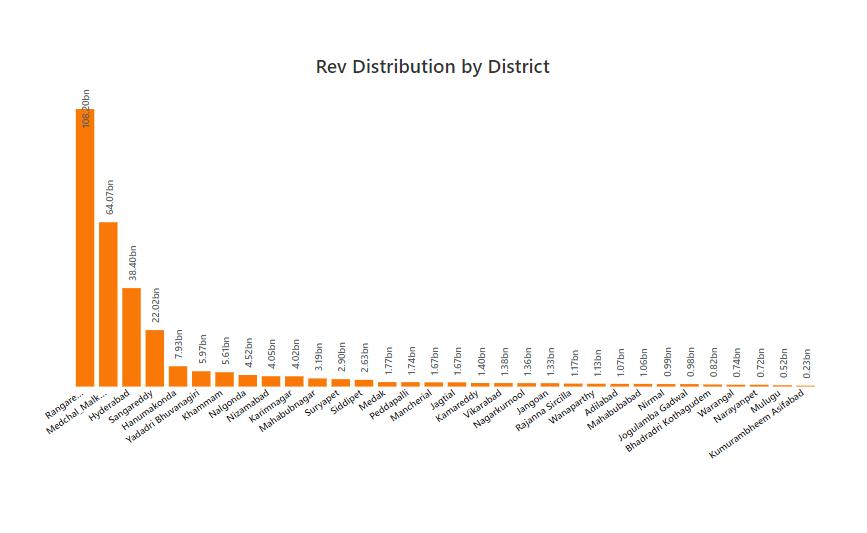 Rev Distribution by District
108.20bn
64.07bn
38.40bn
22.02bn
7.93bn
5.97bn
5.61bn
4.52bn
4.05bn
4.02bn
3.19bn
2.90bn
2.63bn
1.77bn
1.74bn
1.67bn
1.67bn
1.40bn
1.38bn
1.36bn
1.33bn
1.17bn
1.13bn
1.07bn
1.06bn
0.99bn
0.98bn
0.82bn
0.74bn
0.72bn
0.52bn
0.23bn
Rangare...
Medchal_Malk...
Hyderabad
Sangareddy
Hanumakonda
Yadadri Bhuvanagiri
Khammam
Nalgonda
Nizamabad
Karimnagar
Mahabubnagar
Suryapet
Siddipet
Medak
Peddapalli
Mancherial
Jagtial
Kamareddy
Vikarabad
Nagarkurnool
Jangoan
Rajanna Sircilla
Wanaparthy
Adilabad
Mahabubabad
Nirmal
Jogulamba Gadwal
Bhadradri Kothagudem
Warangal
Narayanpet
Mulugu
Kumurambheem Asifabad